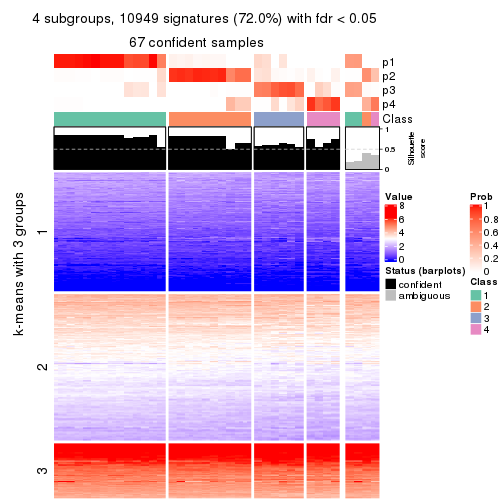 4 subgroups, 10949 signatures (72.0%) with fdr < 0.05
67 confident samples
p1
p2
p3
p4
Class
1
0.5
0
Silhouette
score
k-means with 3 groups
1
2
3
Value
8
6
4
2
0
Status (barplots)
confident
ambiguous
Prob
1
0.8
0.6
0.4
0.2
0
Class
1
2
3
4